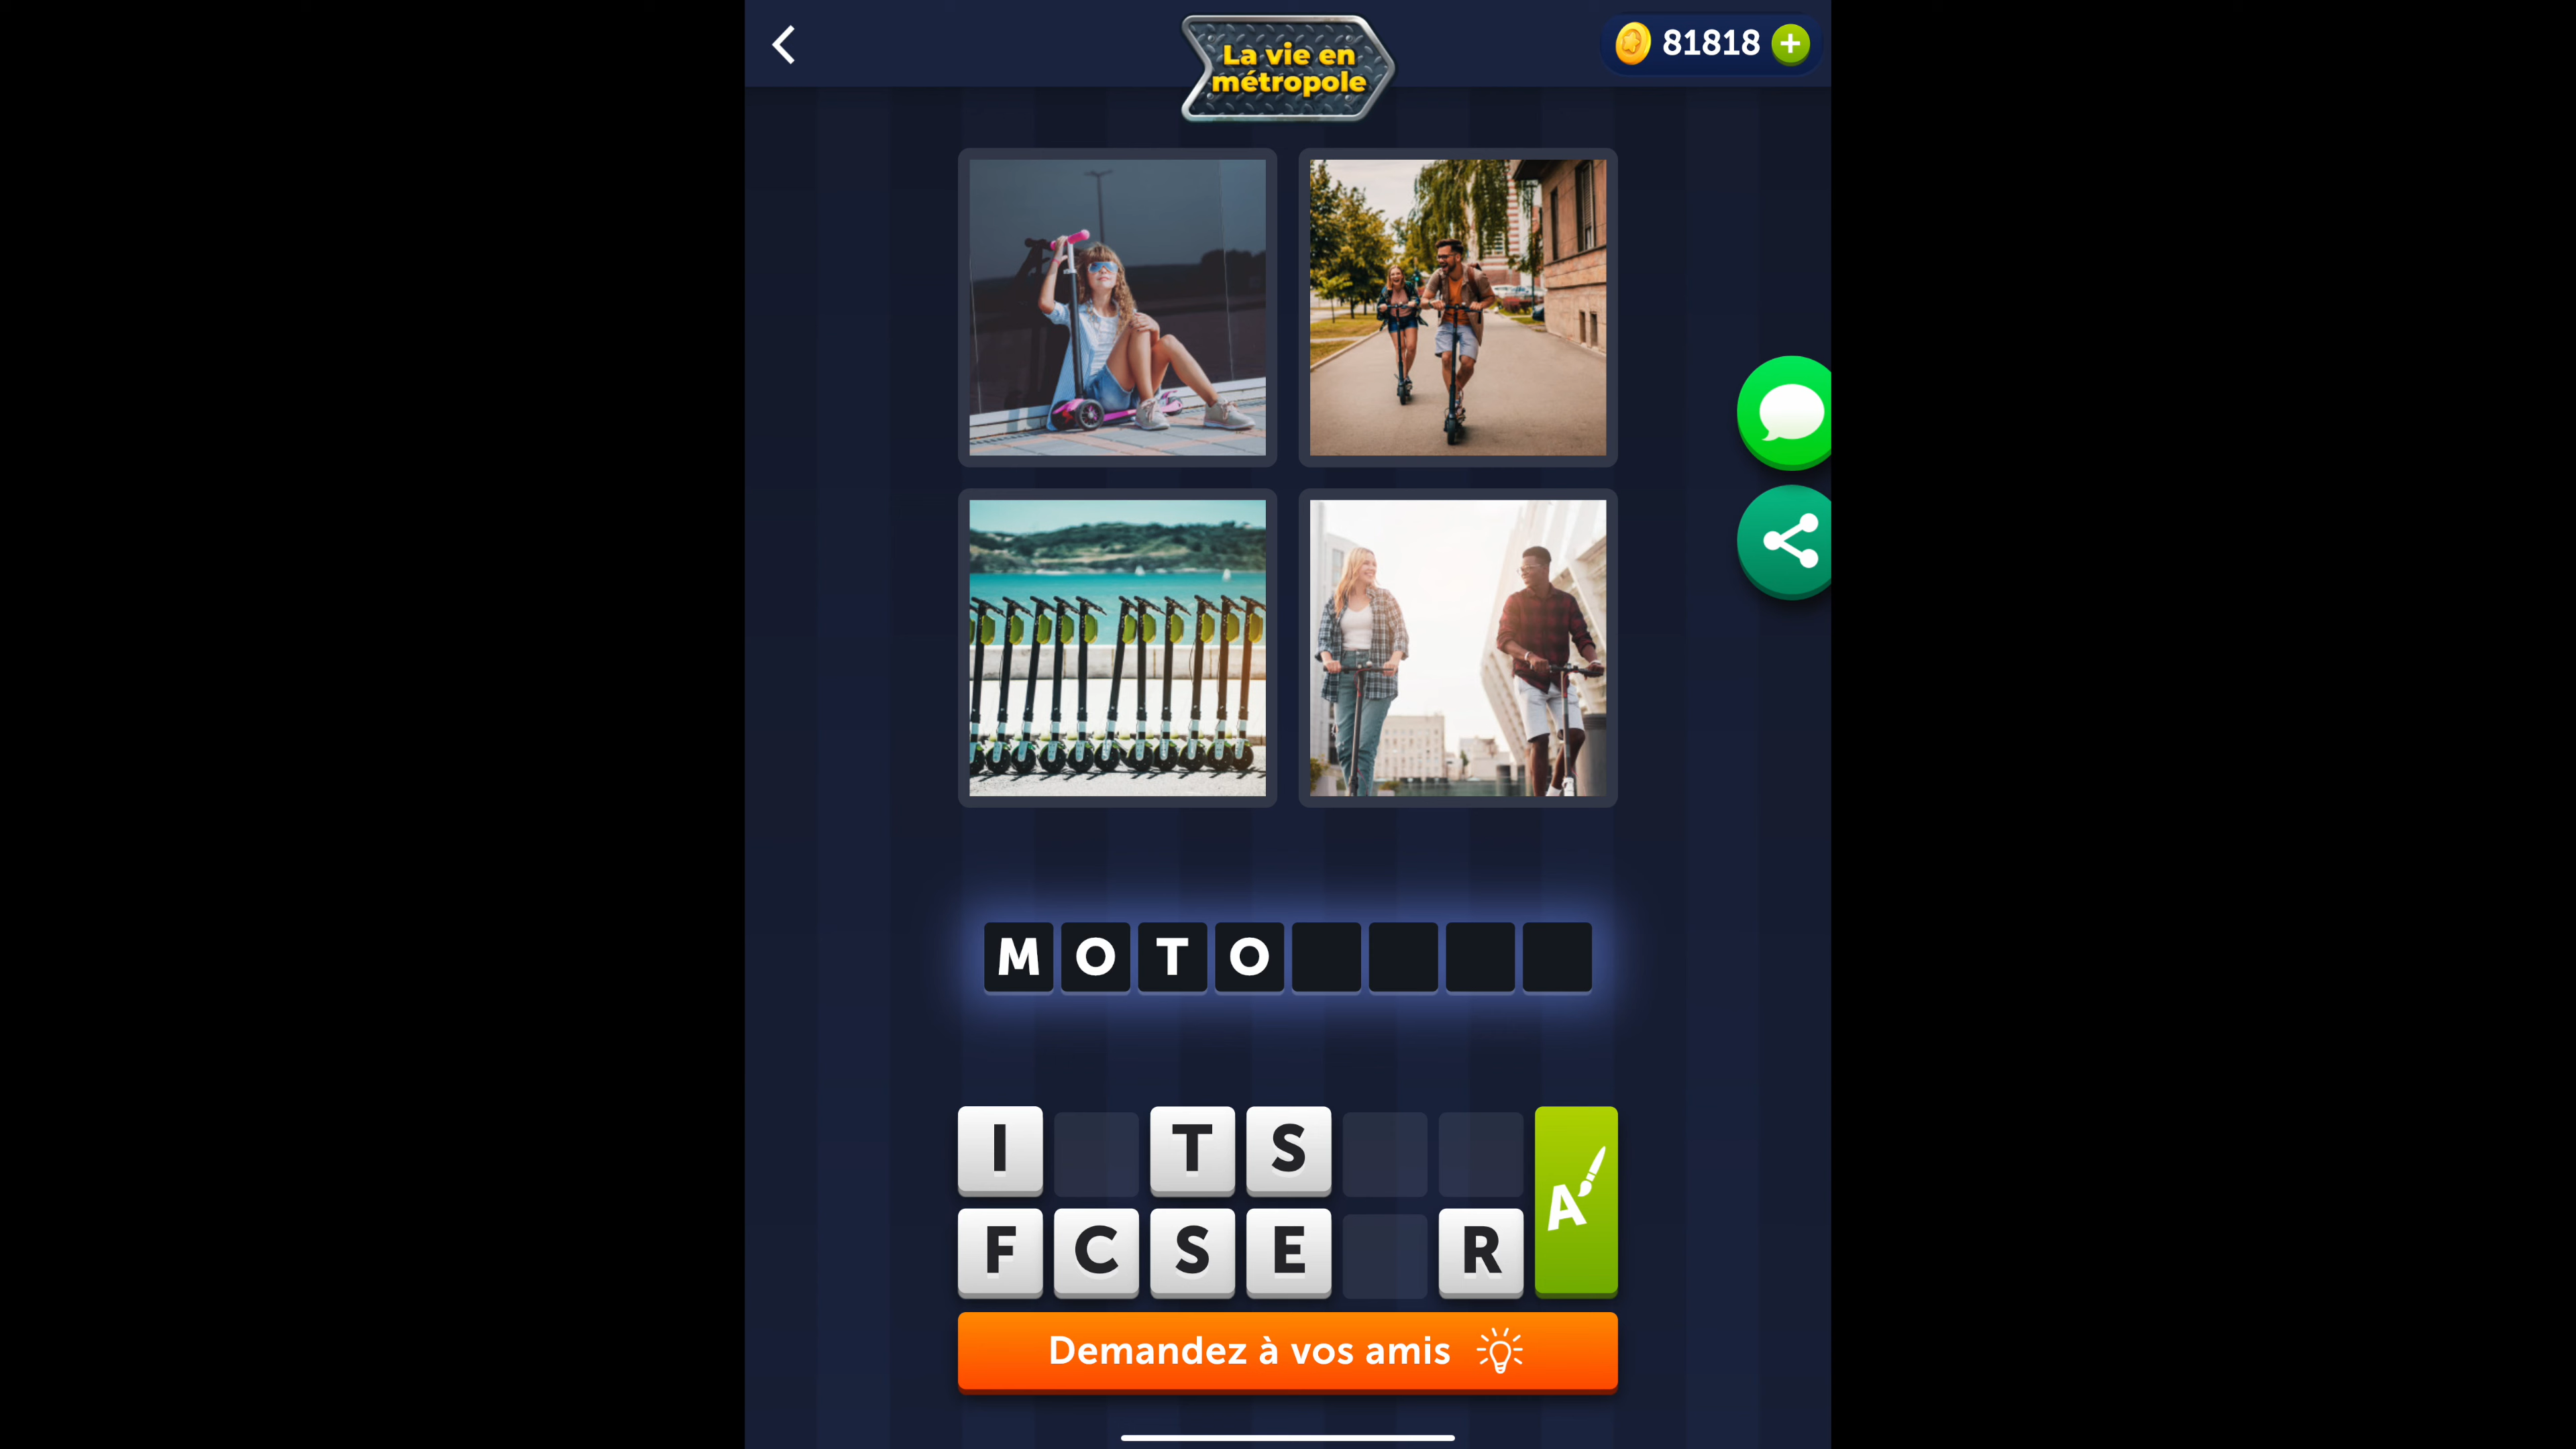 La vie en
métropole
81818
M O T O
I T S
F C S E R
A
Demandez à vos amis